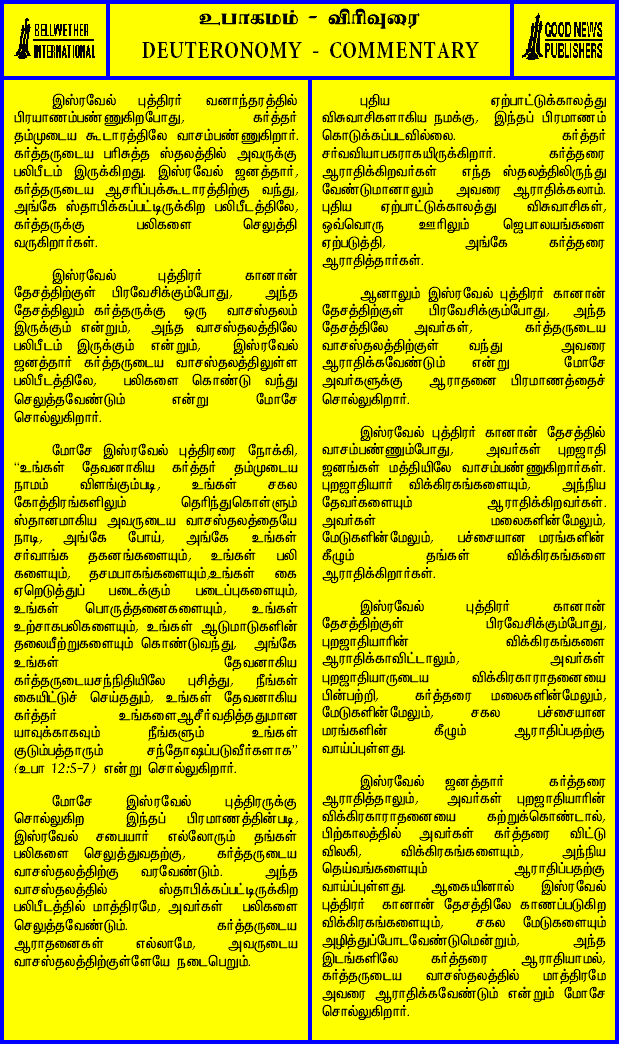 BELLWETHER
INTERNATIONAL
உபாகமம் - விரிவுரை
DEUTERONOMY - COMMENTARY
GOOD NEWS
PUBLISHERS
இஸ்ரவேல் புத்திரர் வனாந்தரத்தில்
பிரயாணம்பண்ணுகிறபோது, கர்த்தர்
தம்முடைய கூடாரத்திலே வாசம்பண்ணுகிறார்.
கர்த்தருடைய பரிசுத்த ஸ்தலத்தில் அவருக்கு
பலிபீடம் இருக்கிறது. இஸ்ரவேல் ஜனத்தார்,
கர்த்தருடைய ஆசரிப்புக்கூடாரத்திற்கு வந்து,
அங்கே ஸ்தாபிக்கப்பட்டிருக்கிற பலிபீடத்திலே,
கர்த்தருக்கு பலிகளை செலுத்தி
வருகிறார்கள்.
இஸ்ரவேல் புத்திரர் கானான்
தேசத்திற்குள் பிரவேசிக்கும்போது, அந்த
தேசத்திலும் கர்த்தருக்கு ஒரு வாசஸ்தலம்
இருக்கும் என்றும், அந்த வாசஸ்தலத்திலே
பலிபீடம் இருக்கும் என்றும், இஸ்ரவேல்
ஜனத்தார் கர்த்தருடைய வாசஸ்தலத்திலுள்ள
பலிபீடத்திலே, பலிகளை கொண்டு வந்து
செலுத்தவேண்டும் என்று மோசே
சொல்லுகிறார்.
மோசே இஸ்ரவேல் புத்திரரை நோக்கி,
“உங்கள் தேவனாகிய கர்த்தர் தம்முடைய
நாமம் விளங்கும்படி, உங்கள் சகல
கோத்திரங்களிலும் தெரிந்துகொள்ளும்
ஸ்தானமாகிய அவருடைய வாசஸ்தலத்தையே
நாடி, அங்கே போய், அங்கே உங்கள்
சர்வாங்க தகனங்களையும், உங்கள் பலி
களையும், தசமபாகங்களையும்,உங்கள் கை
ஏறெடுத்துப் படைக்கும் படைப்புகளையும்,
உங்கள் பொருத்தனைகளையும், உங்கள்
உற்சாகபலிகளையும், உங்கள் ஆடுமாடுகளின்
தலையீற்றுகளையும் கொண்டுவந்து, அங்கே
உங்கள் தேவனாகிய
கர்த்தருடையசந்நிதியிலே புசித்து, நீங்கள்
கையிட்டுச் செய்ததும், உங்கள் தேவனாகிய
கர்த்தர் உங்களைஆசீர்வதித்ததுமான
யாவுக்காகவும் நீங்களும் உங்கள்
குடும்பத்தாரும் சந்தோஷப்படுவீர்களாக”
(உபா 12:5-7) என்று சொல்லுகிறார்.
மோசே இஸ்ரவேல் புத்திரருக்கு
சொல்லுகிற இந்தப் பிரமாணத்தின்படி,
இஸ்ரவேல் சபையார் எல்லோரும் தங்கள்
பலிகளை செலுத்துவதற்கு, கர்த்தருடைய
வாசஸ்தலத்திற்கு வரவேண்டும். அந்த
வாசஸ்தலத்தில் ஸ்தாபிக்கப்பட்டிருக்கிற
பலிபீடத்தில் மாத்திரமே, அவர்கள் பலிகளை
செலுத்தவேண்டும். கர்த்தருடைய
ஆராதனைகள் எல்லாமே, அவருடைய
வாசஸ்தலத்திற்குள்ளேயே நடைபெறும்.
புதிய ஏற்பாட்டுக்காலத்து
விசுவாசிகளாகிய நமக்கு, இந்தப் பிரமாணம்
கொடுக்கப்படவில்லை. கர்த்தர்
சர்வவியாபகராகயிருக்கிறார். கர்த்தரை
ஆராதிக்கிறவர்கள் எந்த ஸ்தலத்திலிருந்து
வேண்டுமானாலும் அவரை ஆராதிக்கலாம்.
புதிய ஏற்பாட்டுக்காலத்து விசுவாசிகள்,
ஒவ்வொரு ஊரிலும் ஜெபாலயங்களை
ஏற்படுத்தி, அங்கே கர்த்தரை
ஆராதித்தார்கள்.
ஆனாலும் இஸ்ரவேல் புத்திரர் கானான்
தேசத்திற்குள் பிரவேசிக்கும்போது, அந்த
தேசத்திலே அவர்கள், கர்த்தருடைய
வாசஸ்தலத்திற்குள் வந்து அவரை
ஆராதிக்கவேண்டும் என்று மோசே
அவர்களுக்கு ஆராதனை பிரமாணத்தைச்
சொல்லுகிறார்.
இஸ்ரவேல் புத்திரர் கானான் தேசத்தில்
வாசம்பண்ணும்போது, அவர்கள் புறஜாதி
ஜனங்கள் மத்தியிலே வாசம்பண்ணுகிறார்கள்.
புறஜாதியார் விக்கிரகங்களையும், அந்நிய
தேவர்களையும் ஆராதிக்கிறவர்கள்.
அவர்கள் மலைகளின்மேலும்,
மேடுகளின்மேலும், பச்சையான மரங்களின்
கீழும் தங்கள் விக்கிரகங்களை
ஆராதிக்கிறார்கள்.
இஸ்ரவேல் புத்திரர் கானான்
தேசத்திற்குள் பிரவேசிக்கும்போது,
புறஜாதியாரின் விக்கிரகங்களை
ஆராதிக்காவிட்டாலும், அவர்கள்
புறஜாதியாருடைய விக்கிரகாராதனையை
பின்பற்றி, கர்த்தரை மலைகளின்மேலும்,
மேடுகளின்மேலும், சகல பச்சையான
மரங்களின் கீழும் ஆராதிப்பதற்கு
வாய்ப்புள்ளது.
இஸ்ரவேல் ஜனத்தார் கர்த்தரை
ஆராதித்தாலும், அவர்கள் புறஜாதியாரின்
விக்கிரகாராதனையை கற்றுக்கொண்டால்,
பிற்காலத்தில் அவர்கள் கர்த்தரை விட்டு
விலகி, விக்கிரகங்களையும், அந்நிய
தெய்வங்களையும் ஆராதிப்பதற்கு
வாய்ப்புள்ளது. ஆகையினால் இஸ்ரவேல்
புத்திரர் கானான் தேசத்திலே காணப்படுகிற
விக்கிரகங்களையும், சகல மேடுகளையும்
அழித்துப்போடவேண்டுமென்றும், அந்த
இடங்களிலே கர்த்தரை ஆராதியாமல்,
கர்த்தருடைய வாசஸ்தலத்தில் மாத்திரமே
அவரை ஆராதிக்கவேண்டும் என்றும் மோசே
சொல்லுகிறார்.